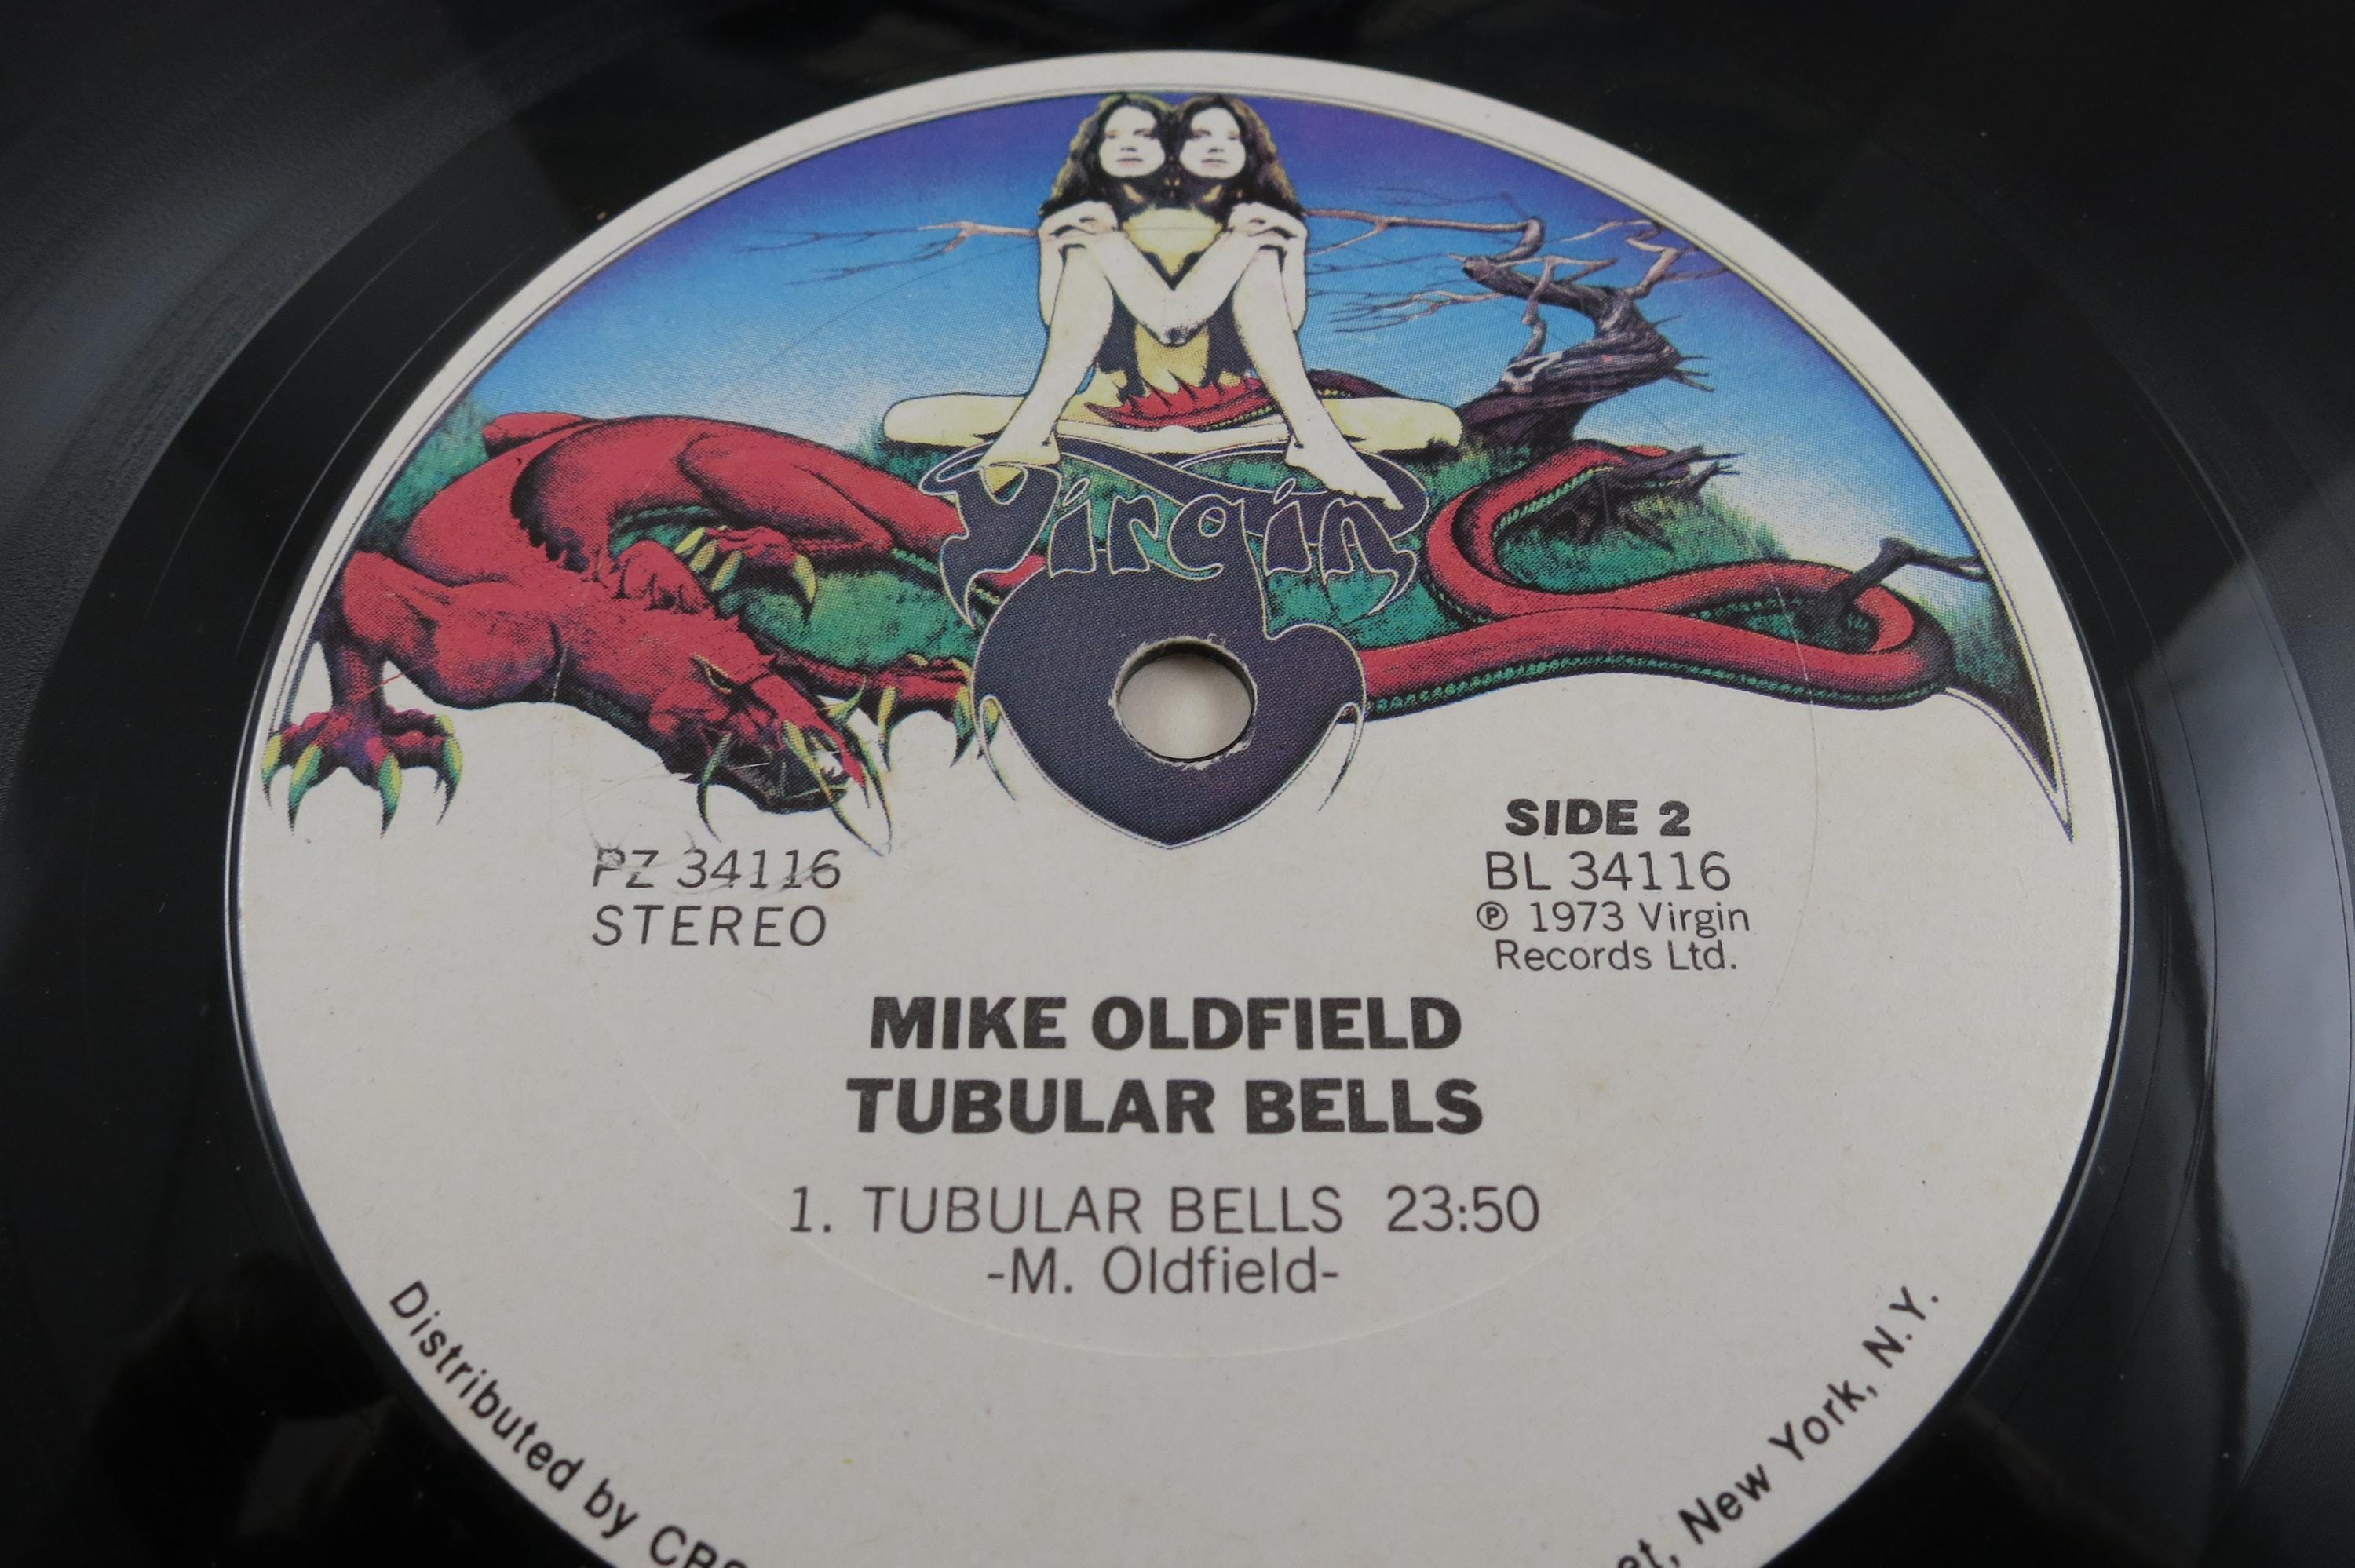 Virgin
PZ 34116
STEREO
SIDE 2
BL 34116
℗ 1973 Virgin
Records Ltd.
MIKE OLDFIELD
TUBULAR BELLS
1. TUBULAR BELLS 23:50
-M. Oldfield-
Distributed by CBS
New York, N.Y.